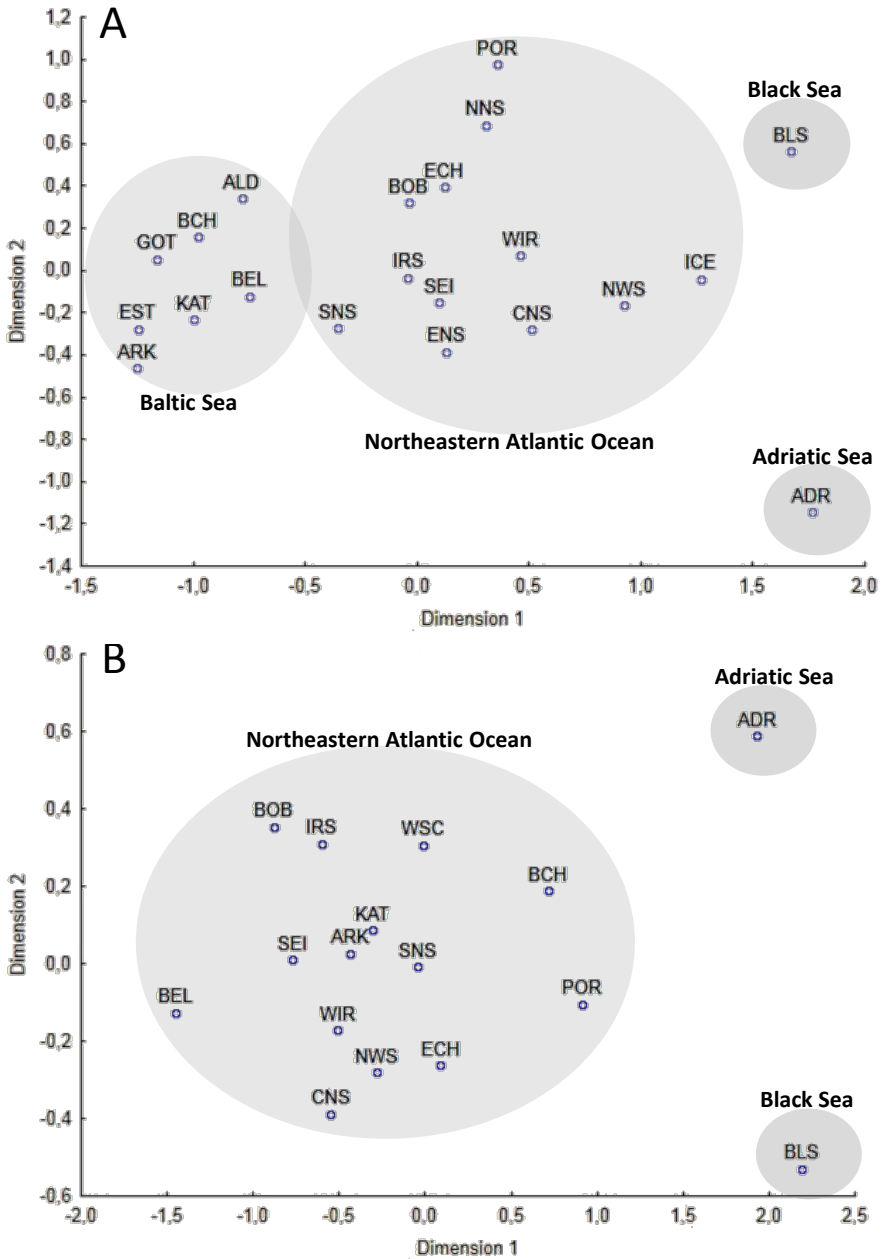 A
1,2
1,0
0,8
0,6
0,4
0,2
0,0
-0,2
-0,4
-0,6
-0,8
-1,0
-1,2
-1,4
Dimension 2
POR
NNS
Black Sea
BLS
ECH
BOB
ALD
BCH
GOT
WIR
IRS
ICE
BEL
SEI
NWS
EST
KAT
SNS
CNS
ARK
ENS
Baltic Sea
Northeastern Atlantic Ocean
Adriatic Sea
ADR
-1,5
-1,0
-0,5
0,0
0,5
1,0
1,5
2,0
Dimension 1
B
0,8
0,6
0,4
0,2
0,0
-0,2
-0,4
-0,6
Dimension 2
Adriatic Sea
ADR
Northeastern Atlantic Ocean
BOB
IRS
WSC
BCH
KAT
ARK
SEI
SNS
BEL
POR
WIR
NWS
ECH
CNS
Black Sea
BLS
-2,0
-1,5
-1,0
-0,5
0,0
0,5
1,0
1,5
2,0
2,5
Dimension 1